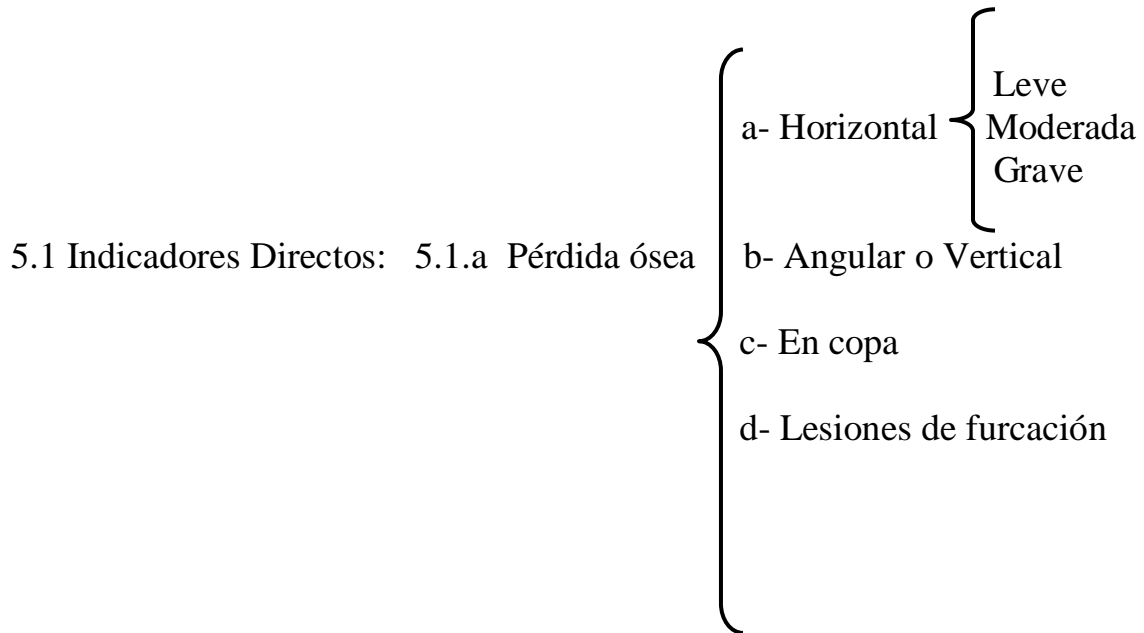 Leve
a- Horizontal Moderada
Grave
5.1 Indicadores Directos: 5.1.a Pérdida ósea b- Angular o Vertical
c- En copa
d- Lesiones de furcación